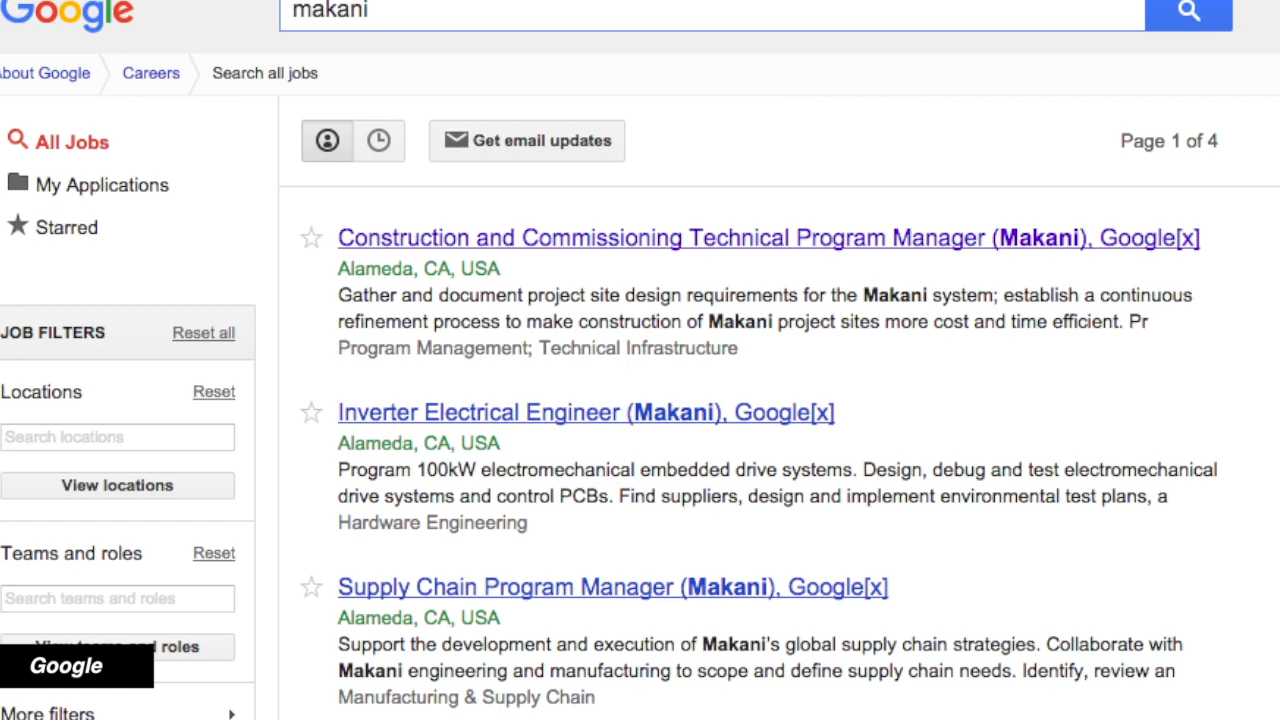 Google
makani
About Google
Careers
Search all jobs
All Jobs
My Applications
Starred
JOB FILTERS
Reset all
Locations
Reset
Search locations
View locations
Teams and roles
Reset
Search teams and roles
View teams and roles
Google
More filters
Get email updates
Page 1 of 4
Construction and Commissioning Technical Program Manager (Makani), Google[x]
Alameda, CA, USA
Gather and document project site design requirements for the Makani system; establish a continuous
refinement process to make construction of Makani project sites more cost and time efficient. Pr
Program Management; Technical Infrastructure
Inverter Electrical Engineer (Makani), Google[x]
Alameda, CA, USA
Program 100kW electromechanical embedded drive systems. Design, debug and test electromechanical
drive systems and control PCBs. Find suppliers, design and implement environmental test plans, a
Hardware Engineering
Supply Chain Program Manager (Makani), Google[x]
Alameda, CA, USA
Support the development and execution of Makani's global supply chain strategies. Collaborate with
Makani engineering and manufacturing to scope and define supply chain needs. Identify, review an
Manufacturing & Supply Chain